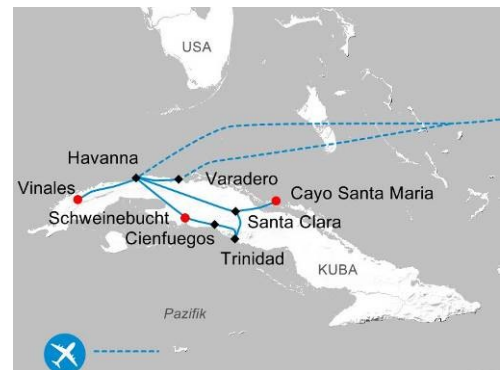 USA
Havanna
Vinales
Varadero
Cayo Santa Maria
Schweinebucht
Santa Clara
Cienfuegos
Trinidad
KUBA
Pazifik